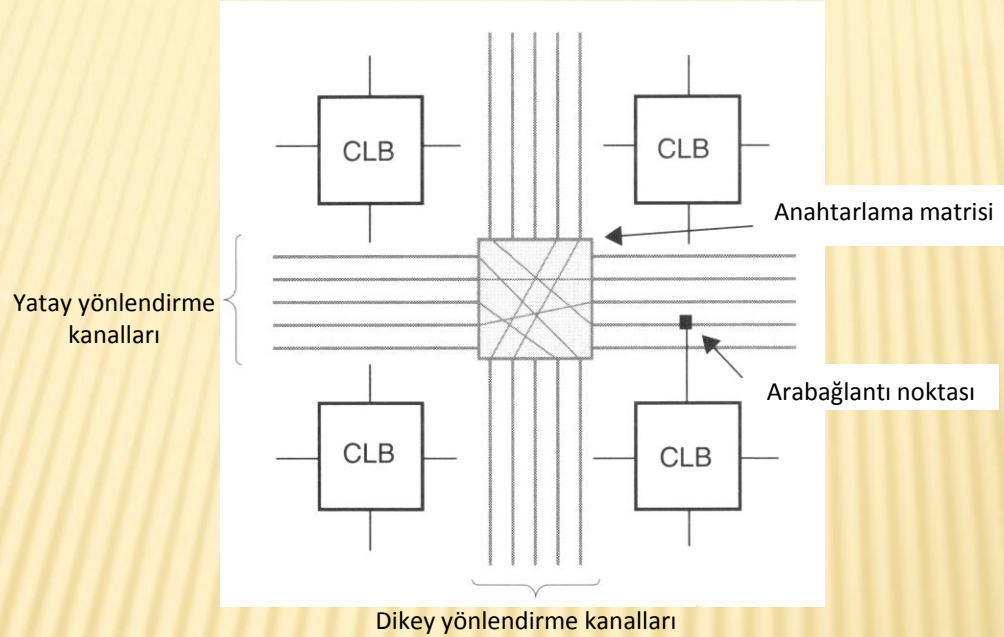 CLB
CLB
Anahtarlama matrisi
Yatay yönlendirme
kanalları
Arabağlantı noktası
CLB
CLB
Dikey yönlendirme kanalları